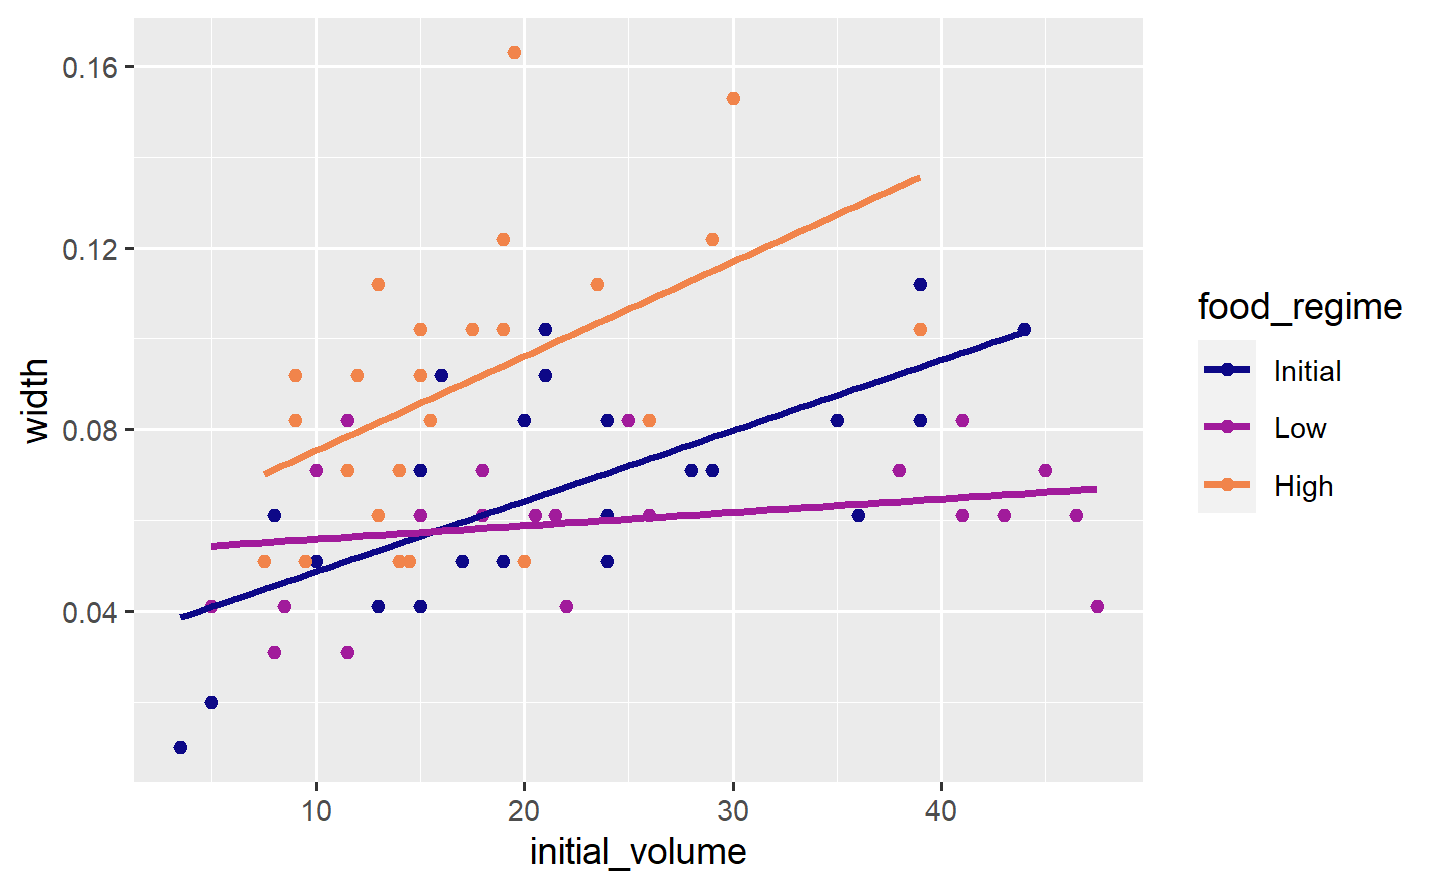 0.16
0.12
0.08
0.04
width
10 20 30 40
initial_volume
food_regime
Initial
Low
High